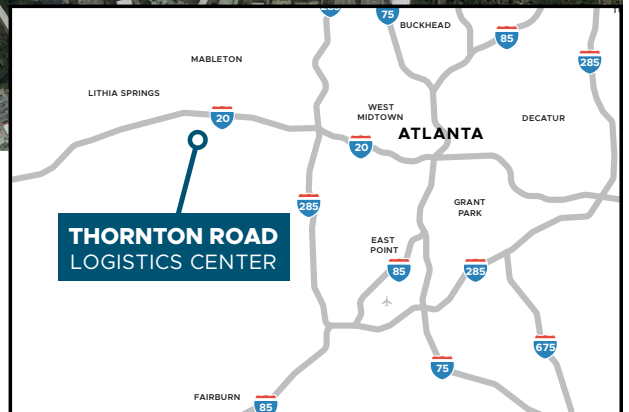 285
75
BUCKHEAD
85
285
MABLETON
LITHIA SPRINGS
20
WEST
MIDTOWN
20
ATLANTA
DECATUR
285
GRANT
PARK
THORNTON ROAD
LOGISTICS CENTER
EAST
POINT
85
285
675
75
FAIRBURN
85